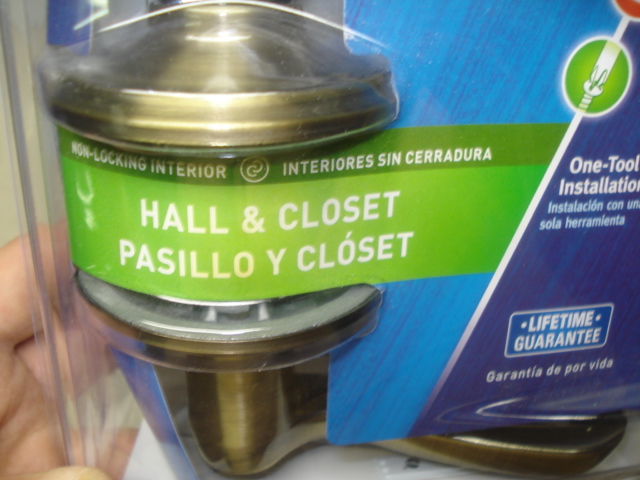 NON-LOCKING INTERIOR INTERIORES SIN CERRADURA
HALL & CLOSET
PASILLO Y CLÓSET
One-Tool
Installation
Instalación con una
sola herramienta
LIFETIME
GUARANTEE
Garantía de por vida